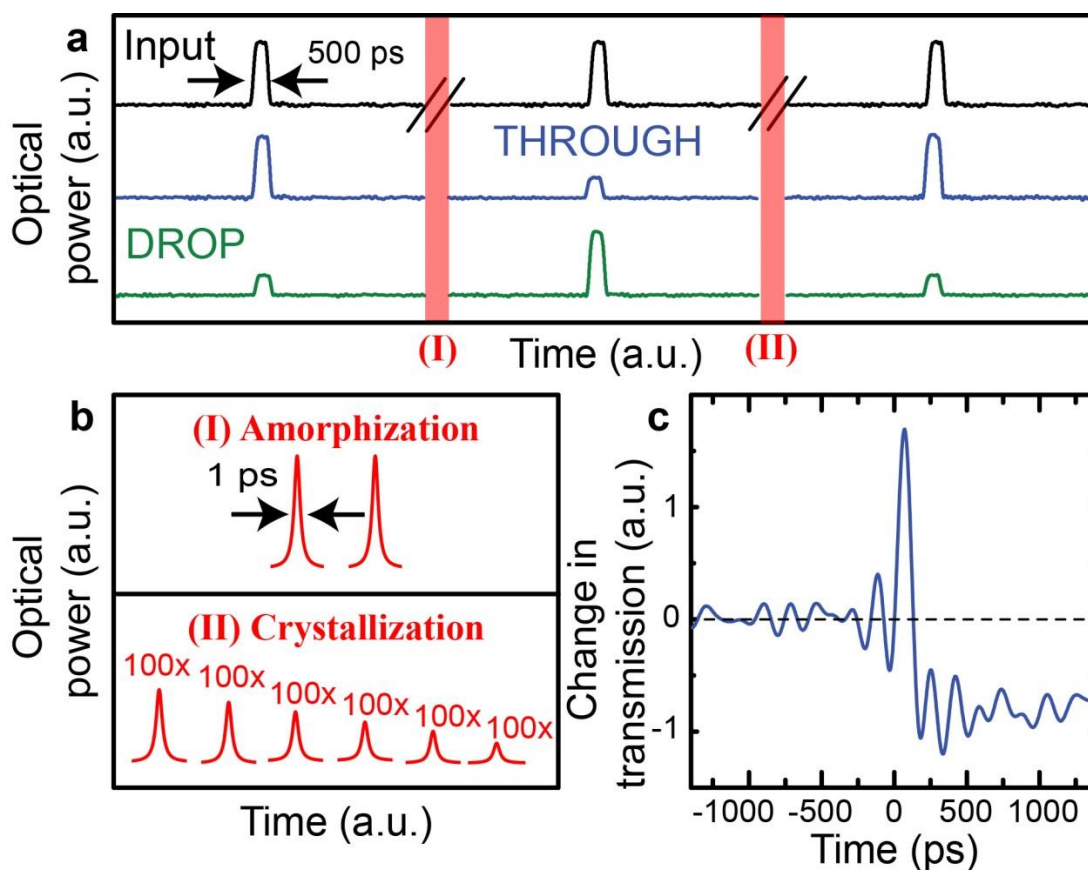 a
Input
500 ps
THROUGH
DROP
Optical
power (a.u.)
(I)
Time (a.u.)
(II)
b
(I) Amorphization
1 ps
(II) Crystallization
100x
100x
100x
100x
100x
100x
Optical
power (a.u.)
Time (a.u.)
c
Change in
transmission (a.u.)
1
0
-1
-1000 -500 0 500 1000
Time (ps)